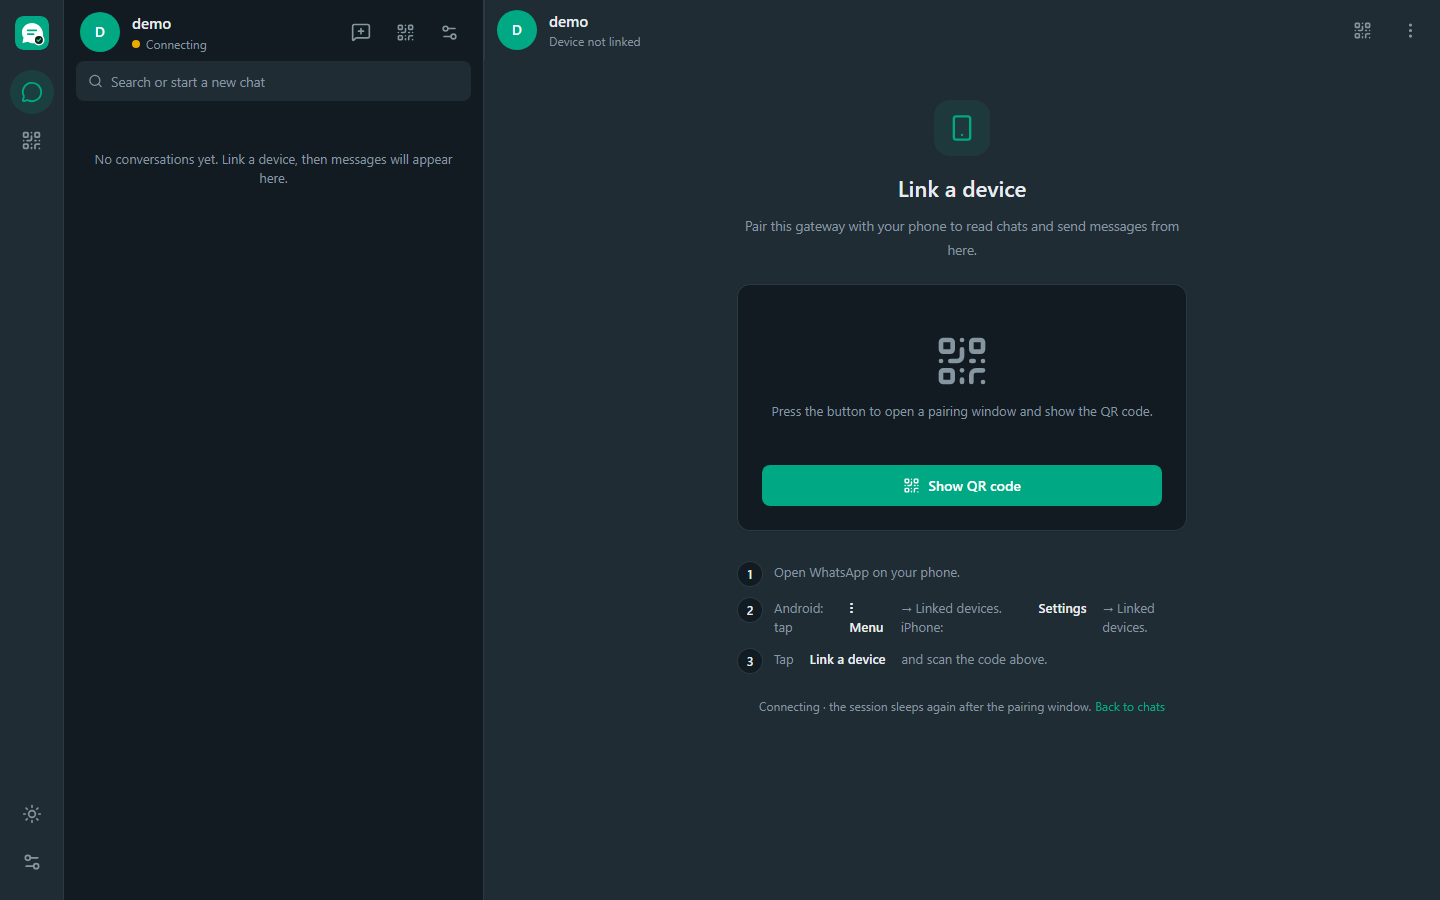 D
demo
Connecting
Search or start a new chat
No conversations yet. Link a device, then messages will appear
here.
D
demo
Device not linked
Link a device
Pair this gateway with your phone to read chats and send messages from
here.
Press the button to open a pairing window and show the QR code.
Show QR code
1 Open WhatsApp on your phone.
2 Android: tap ⋮ Menu → Linked devices. iPhone: Settings → Linked devices.
3 Tap Link a device and scan the code above.
Connecting · the session sleeps again after the pairing window. Back to chats